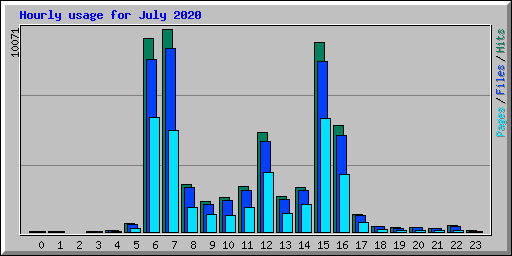 Hourly usage for July 2020
10071
Pages/Files/Hits
0 1 2 3 4 5 6 7 8 9 10 11 12 13 14 15 16 17 18 19 20 21 22 23